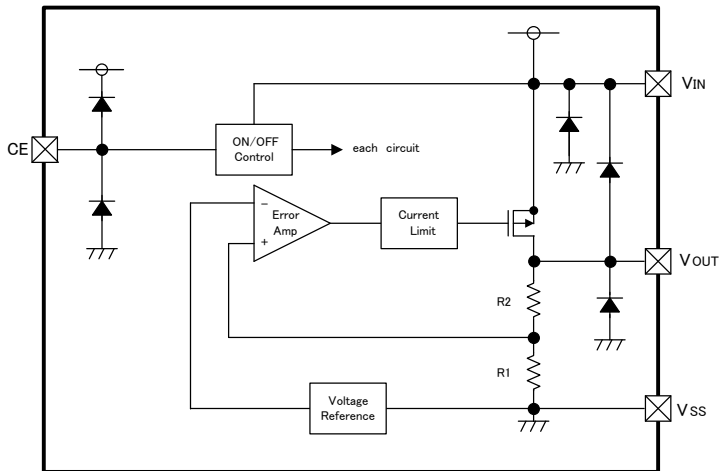 VIN
CE
ON/OFF
Control
each circuit
−
Error
Amp
+
Current
Limit
VOUT
R2
R1
Voltage
Reference
VSS